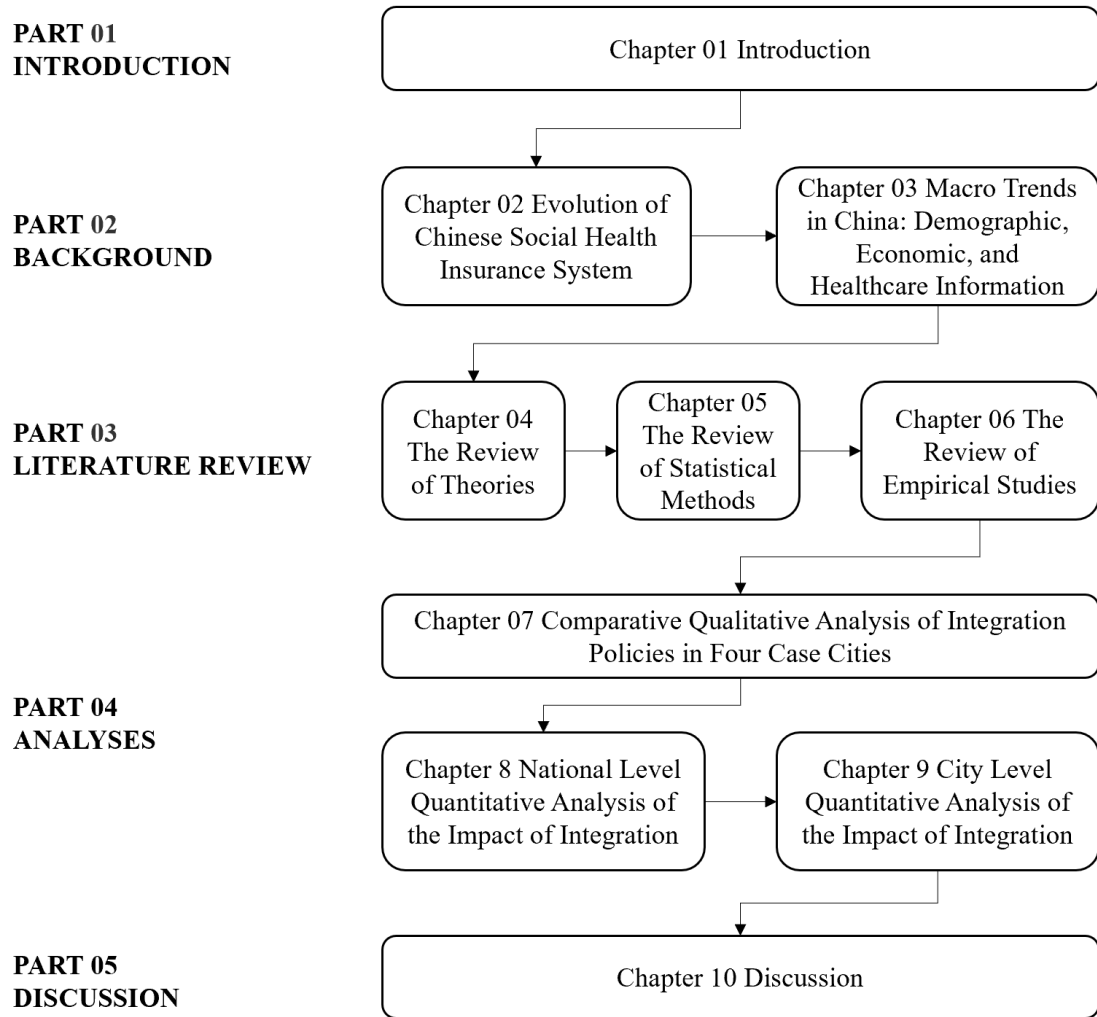 PART 01
INTRODUCTION
Chapter 01 Introduction
PART 02
BACKGROUND
Chapter 02 Evolution of
Chinese Social Health
Insurance System
Chapter 03 Macro Trends
in China: Demographic,
Economic, and
Healthcare Information
PART 03
LITERATURE REVIEW
Chapter 04
The Review
of Theories
Chapter 05
The Review
of Statistical
Methods
Chapter 06 The
Review of
Empirical Studies
PART 04
ANALYSES
Chapter 07 Comparative Qualitative Analysis of Integration
Policies in Four Case Cities
Chapter 8 National Level
Quantitative Analysis of
the Impact of Integration
Chapter 9 City Level
Quantitative Analysis of
the Impact of Integration
PART 05
DISCUSSION
Chapter 10 Discussion